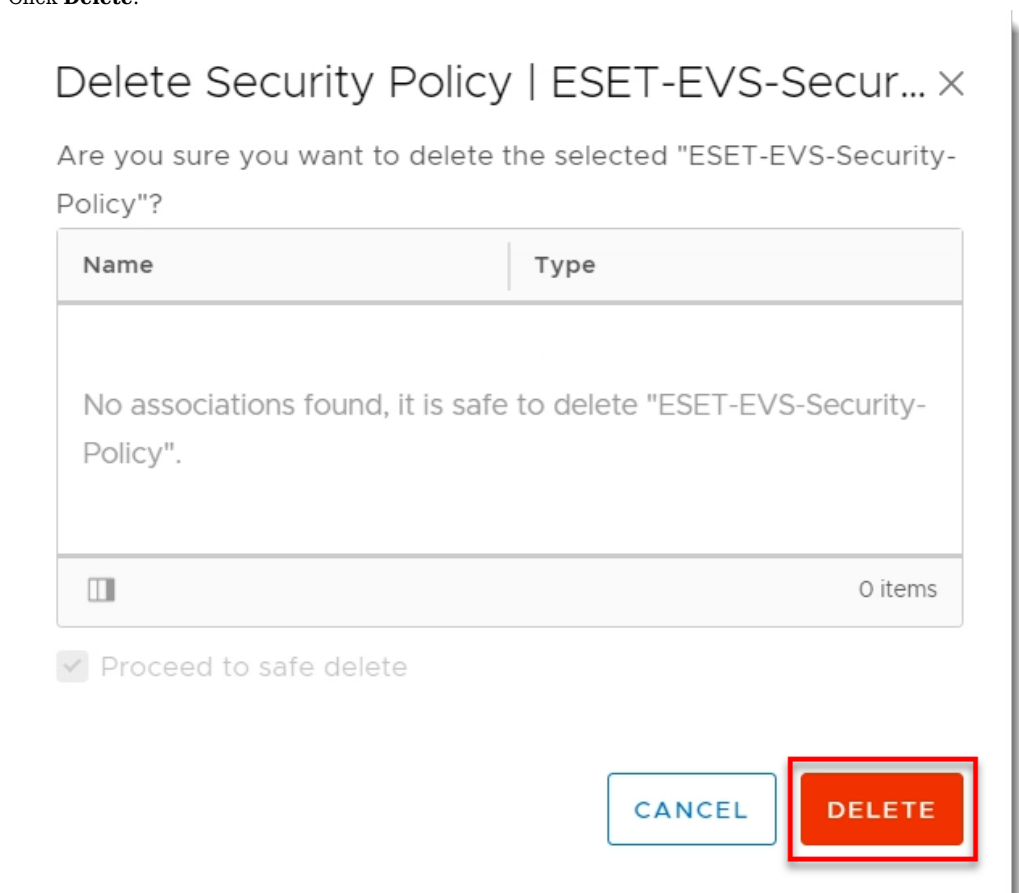 Click Delete.
Delete Security Policy | ESET-EVS-Secur...
Are you sure you want to delete the selected "ESET-EVS-Security-
Policy"?
Name Type
No associations found, it is safe to delete "ESET-EVS-Security-
Policy".
0 items
Proceed to safe delete
CANCEL DELETE